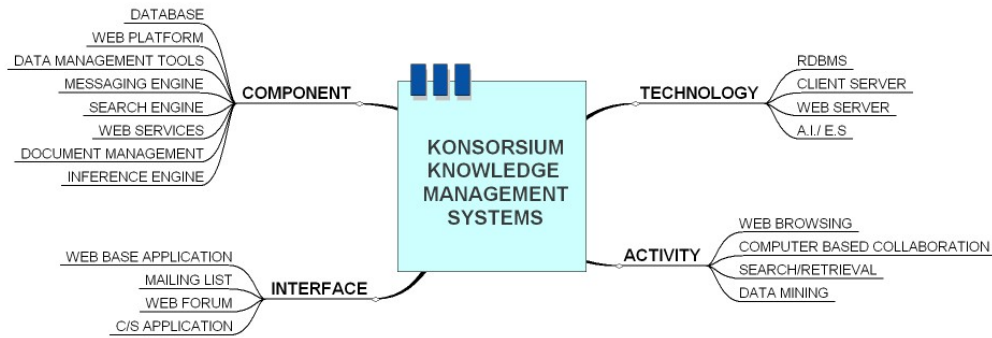 DATABASE
WEB PLATFORM
DATA MANAGEMENT TOOLS
MESSAGING ENGINE
SEARCH ENGINE
WEB SERVICES
DOCUMENT MANAGEMENT
INFERENCE ENGINE
COMPONENT
WEB BASE APPLICATION
MAILING LIST
WEB FORUM
C/S APPLICATION
INTERFACE
KONSORSIUM
KNOWLEDGE
MANAGEMENT
SYSTEMS
TECHNOLOGY
RDBMS
CLIENT SERVER
WEB SERVER
A.I./ E.S
ACTIVITY
WEB BROWSING
COMPUTER BASED COLLABORATION
SEARCH/RETRIEVAL
DATA MINING